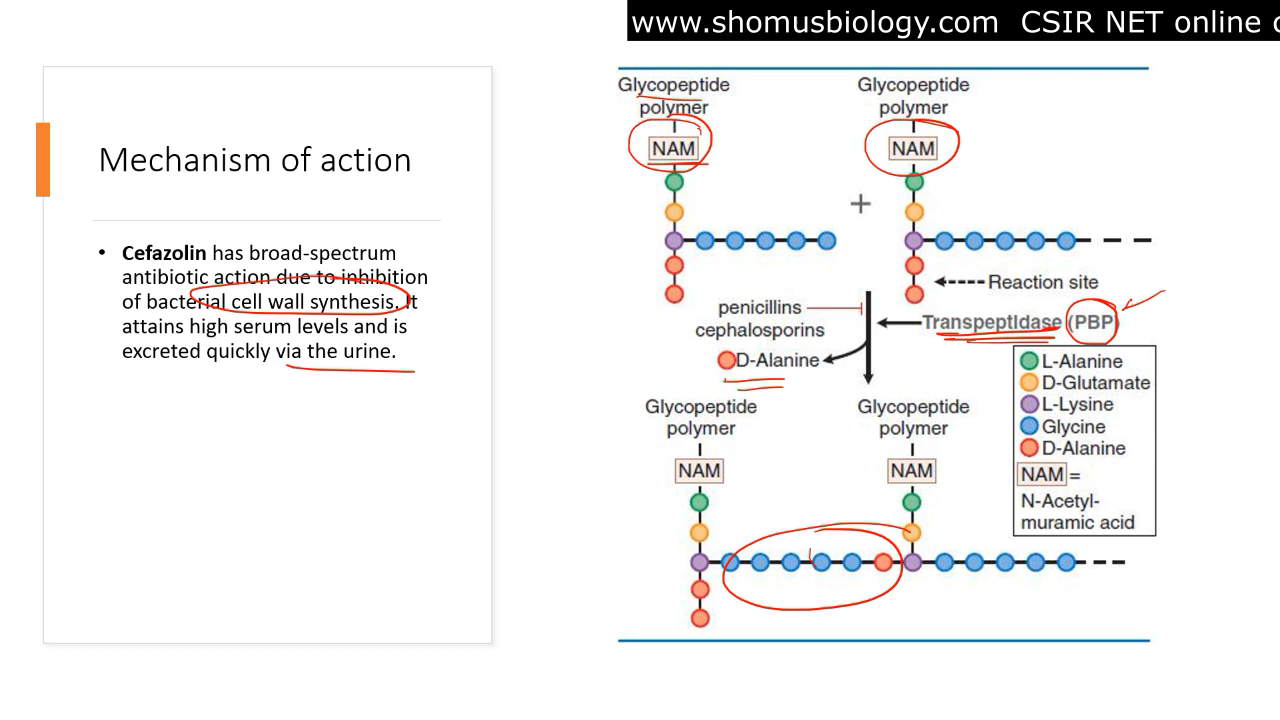 www.shomusbiology.com CSIR NET online
Mechanism of action
• Cefazolin has broad-spectrum
antibiotic action due to inhibition
of bacterial cell wall synthesis. It
attains high serum levels and is
excreted quickly via the urine.
Glycopeptide
polymer
Glycopeptide
polymer
NAM
NAM
+
Reaction site
penicillins
cephalosporins
Transpeptidase (PBP)
D-Alanine
Glycopeptide
polymer
Glycopeptide
polymer
NAM
NAM
L-Alanine
D-Glutamate
L-Lysine
Glycine
D-Alanine
NAM =
N-Acetyl-
muramic acid